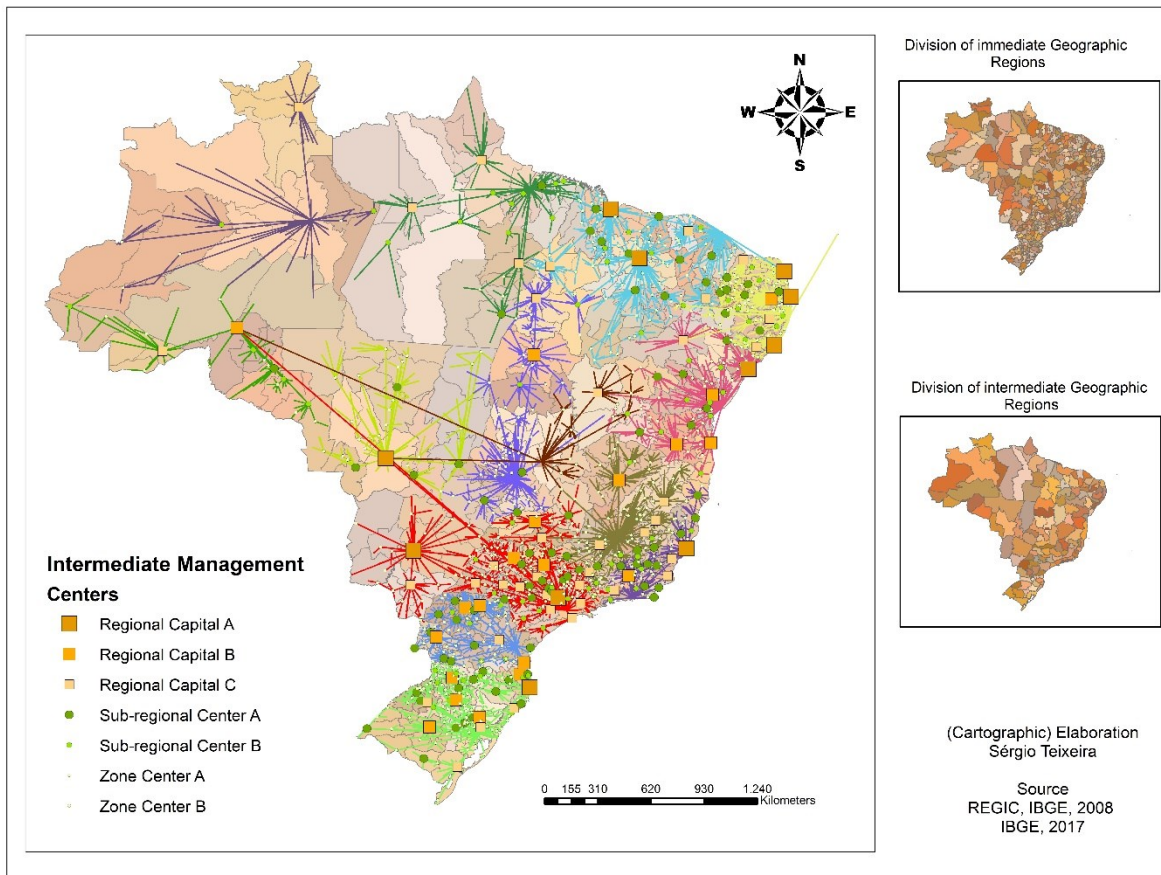 N
W
E
S
Intermediate Management
Centers
Regional Capital A
Regional Capital B
Regional Capital C
Sub-regional Center A
Sub-regional Center B
Zone Center A
Zone Center B
0 155 310 620 930 1.240
Kilometers
Division of immediate Geographic
Regions
Division of intermediate Geographic
Regions
(Cartographic) Elaboration
Sérgio Teixeira
Source
REGIC, IBGE, 2008
IBGE, 2017